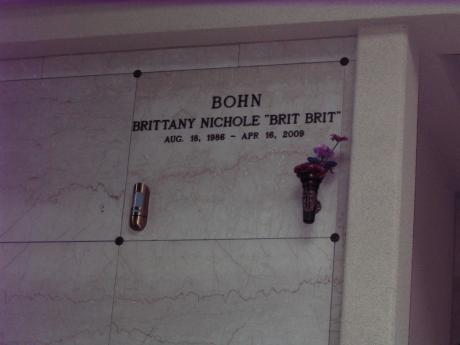 BOHN
BRITTANY NICHOLE "BRIT BRIT"
AUG. 18, 1986 – APR 16, 2009